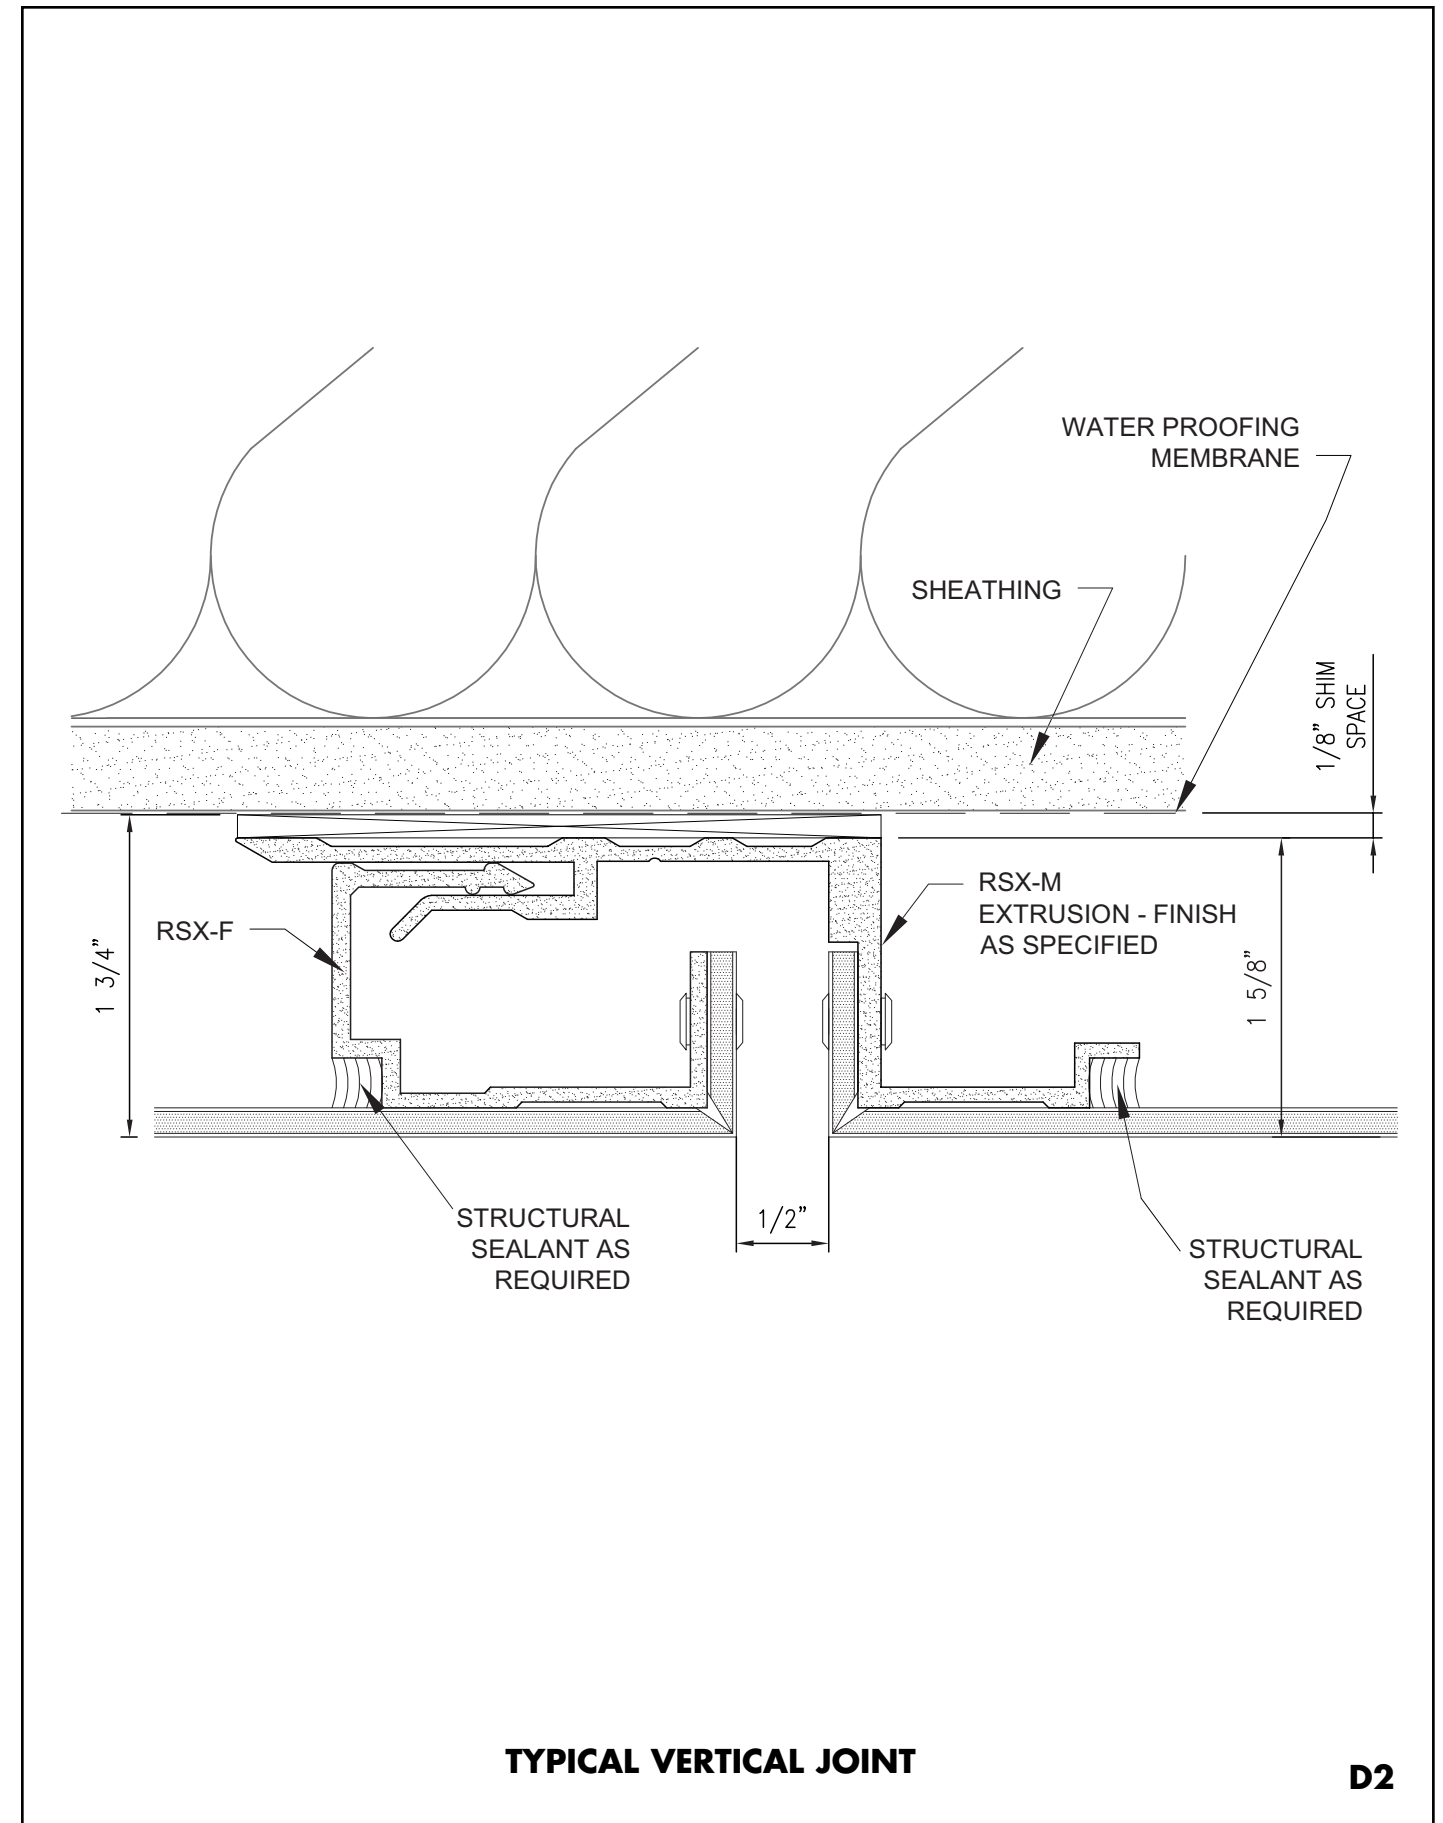 WATER PROOFING
MEMBRANE
SHEATHING
1/8” SHIM
SPACE
RSX-M
EXTRUSION - FINISH
AS SPECIFIED
RSX-F
1 3/4”
1 5/8”
1/2”
STRUCTURAL
SEALANT AS
REQUIRED
STRUCTURAL
SEALANT AS
REQUIRED
TYPICAL VERTICAL JOINT
D2